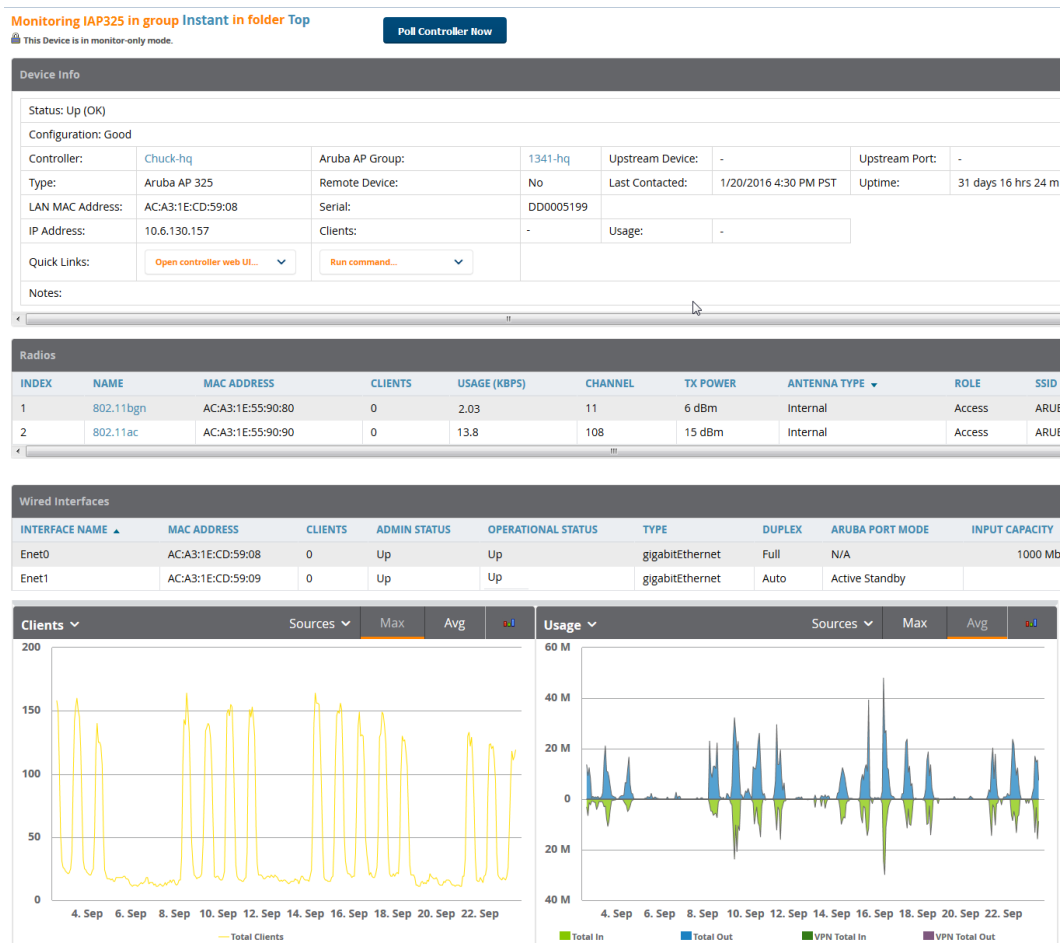 Monitoring IAP325 in group Instant in folder Top
This Device is in monitor-only mode.
Poll Controller Now
Device Info
Status: Up (OK)
Configuration: Good
Controller: Chuck-hq Aruba AP Group: 1341-hq Upstream Device: - Upstream Port: -
Type: Aruba AP 325 Remote Device: No Last Contacted: 1/20/2016 4:30 PM PST Uptime: 31 days 16 hrs 24 m
LAN MAC Address: AC:A3:1E:CD:59:08 Serial: DD0005199
IP Address: 10.6.130.157 Clients: - Usage: -
Quick Links: Open controller web UI... Run command...
Notes:
Radios
INDEX NAME MAC ADDRESS CLIENTS USAGE (KBPS) CHANNEL TX POWER ANTENNA TYPE ROLE SSID
1 802.11bgn AC:A3:1E:55:90:80 0 2.03 11 6 dBm Internal Access ARUB
2 802.11ac AC:A3:1E:55:90:90 0 13.8 108 15 dBm Internal Access ARUB
Wired Interfaces
INTERFACE NAME MAC ADDRESS CLIENTS ADMIN STATUS OPERATIONAL STATUS TYPE DUPLEX ARUBA PORT MODE INPUT CAPACITY
Enet0 AC:A3:1E:CD:59:08 0 Up Up gigabitEthernet Full N/A 1000 Mb
Enet1 AC:A3:1E:CD:59:09 0 Up Up gigabitEthernet Auto Active Standby
Clients Sources Max Avg
200
150
100
50
0
4. Sep 6. Sep 8. Sep 10. Sep 12. Sep 14. Sep 16. Sep 18. Sep 20. Sep 22. Sep
Total Clients
Usage Sources Max Avg
60 M
40 M
20 M
0
20 M
40 M
4. Sep 6. Sep 8. Sep 10. Sep 12. Sep 14. Sep 16. Sep 18. Sep 20. Sep 22. Sep
Total In Total Out VPN Total In VPN Total Out